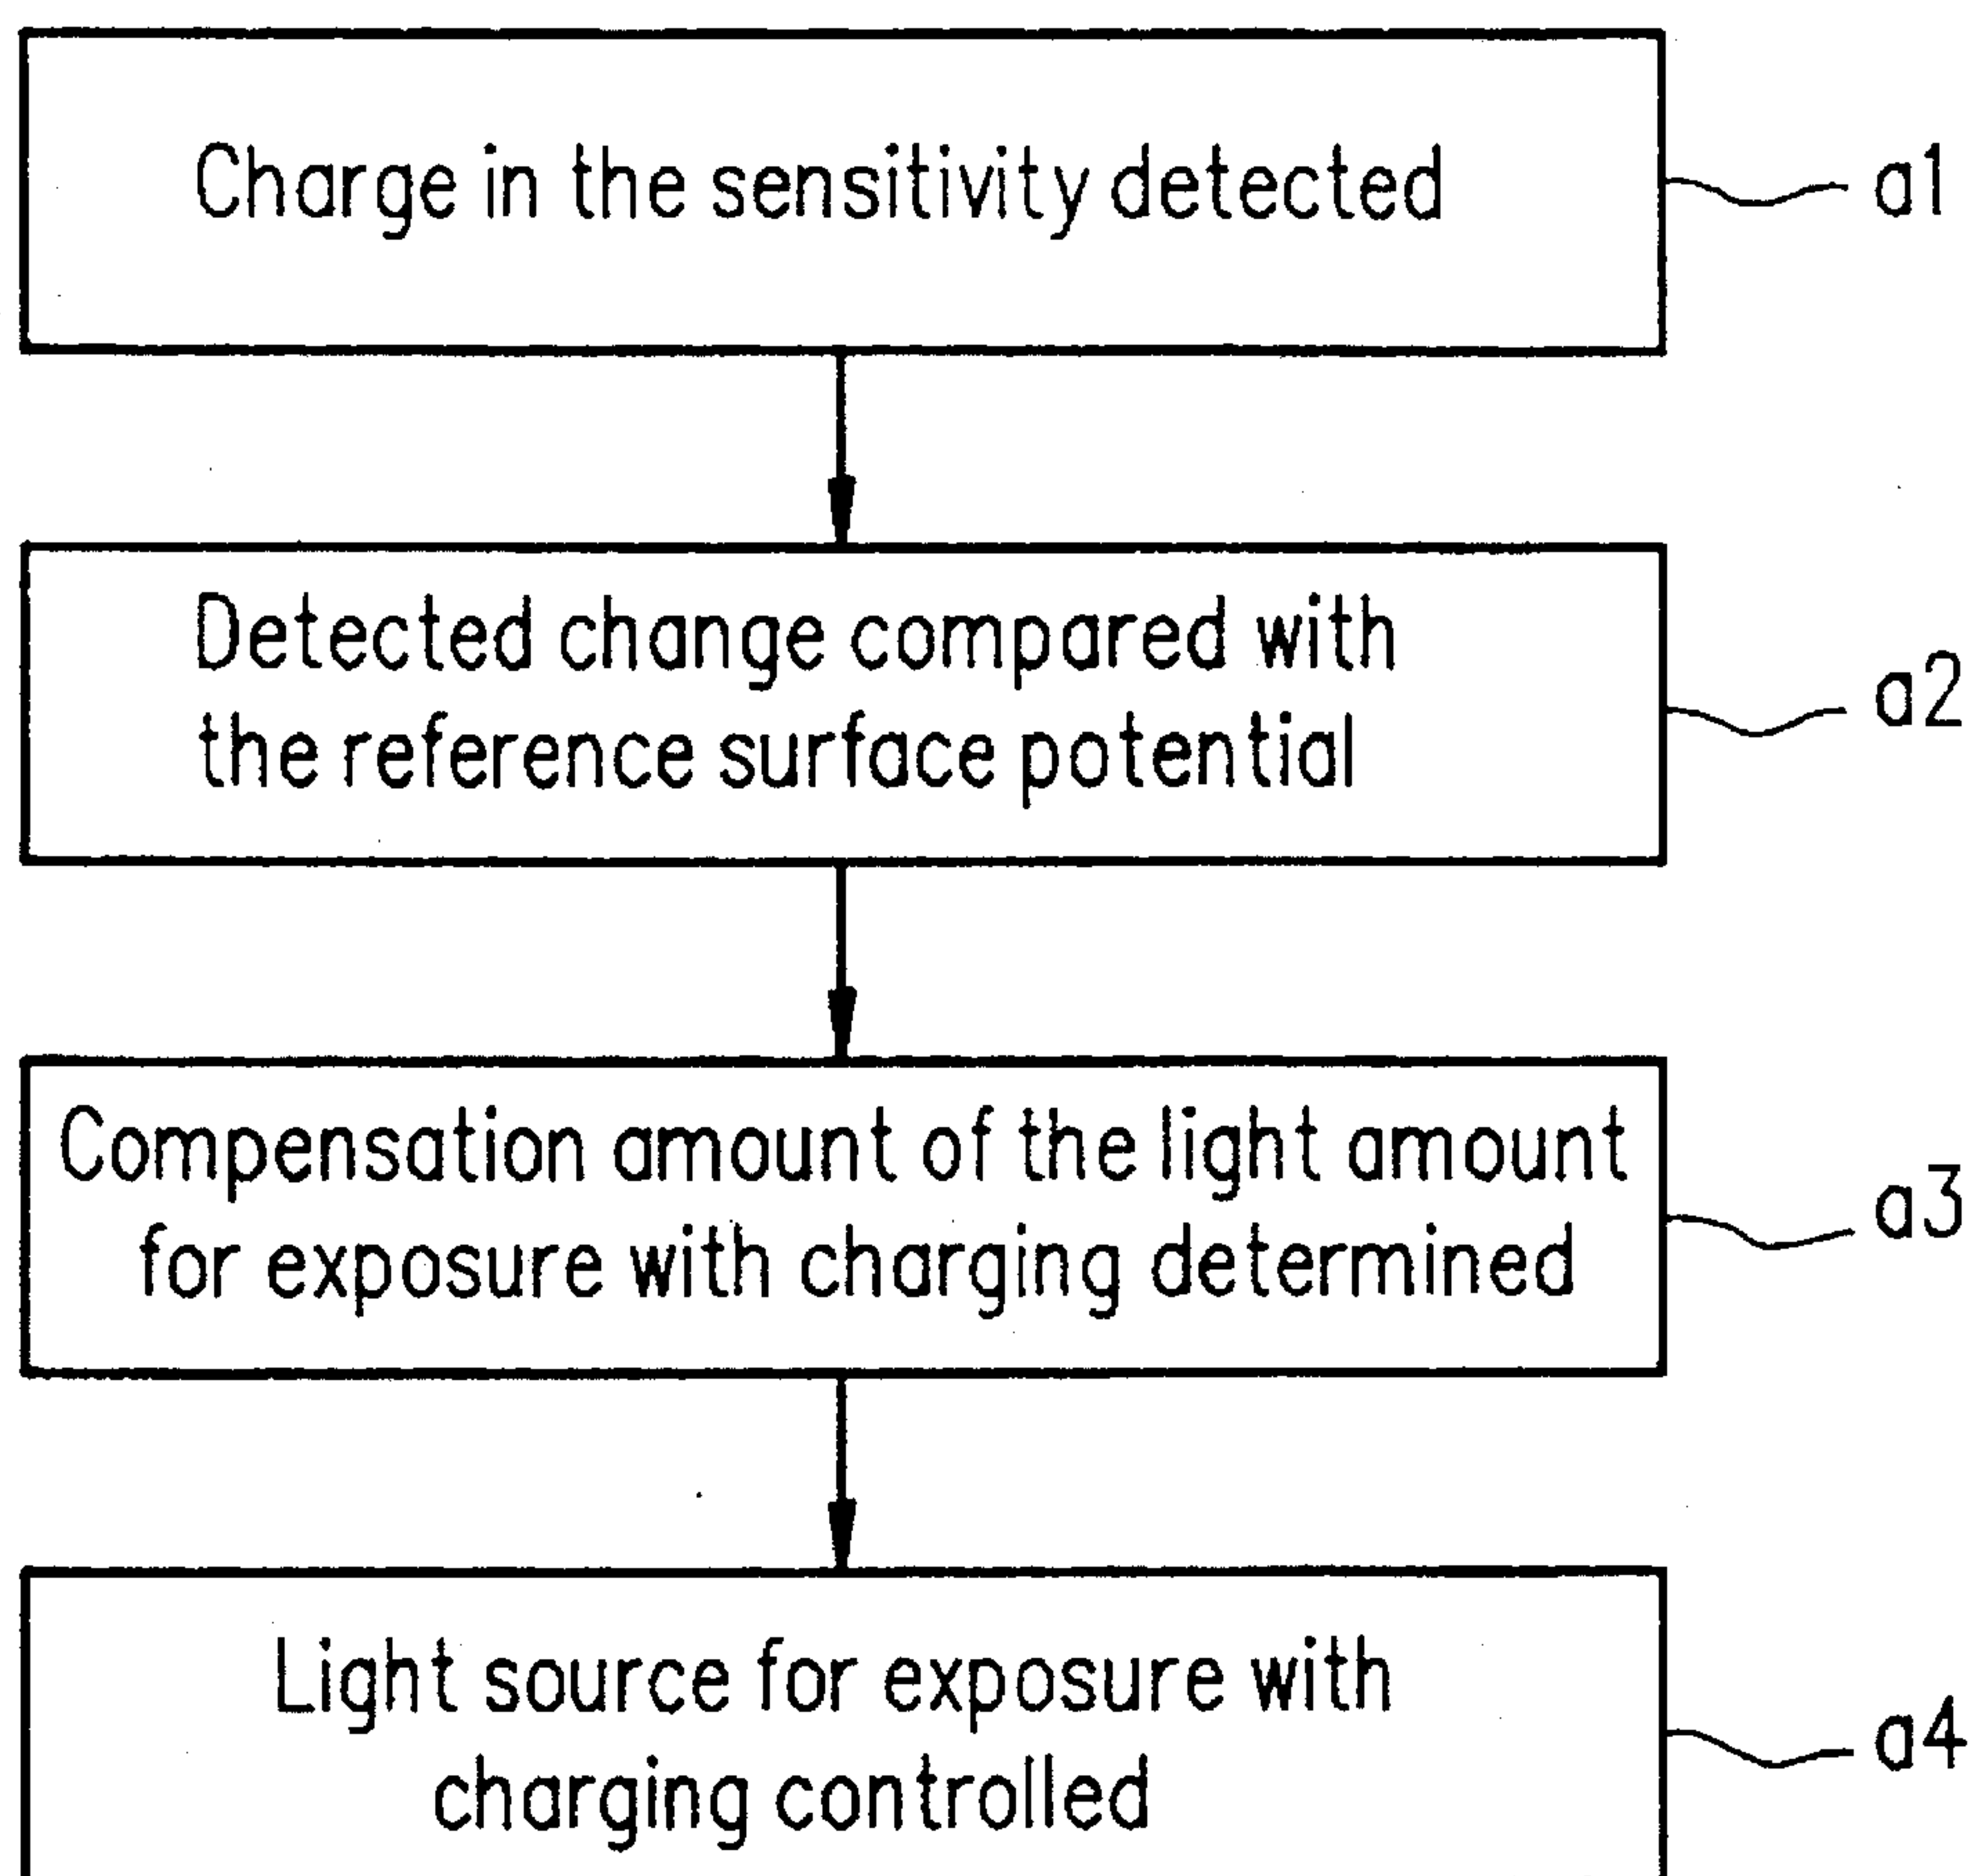 Charge in the sensitivity detected
a1
Detected change compared with
the reference surface potential
a2
Compensation amount of the light amount
for exposure with charging determined
a3
Light source for exposure with
charging controlled
a4